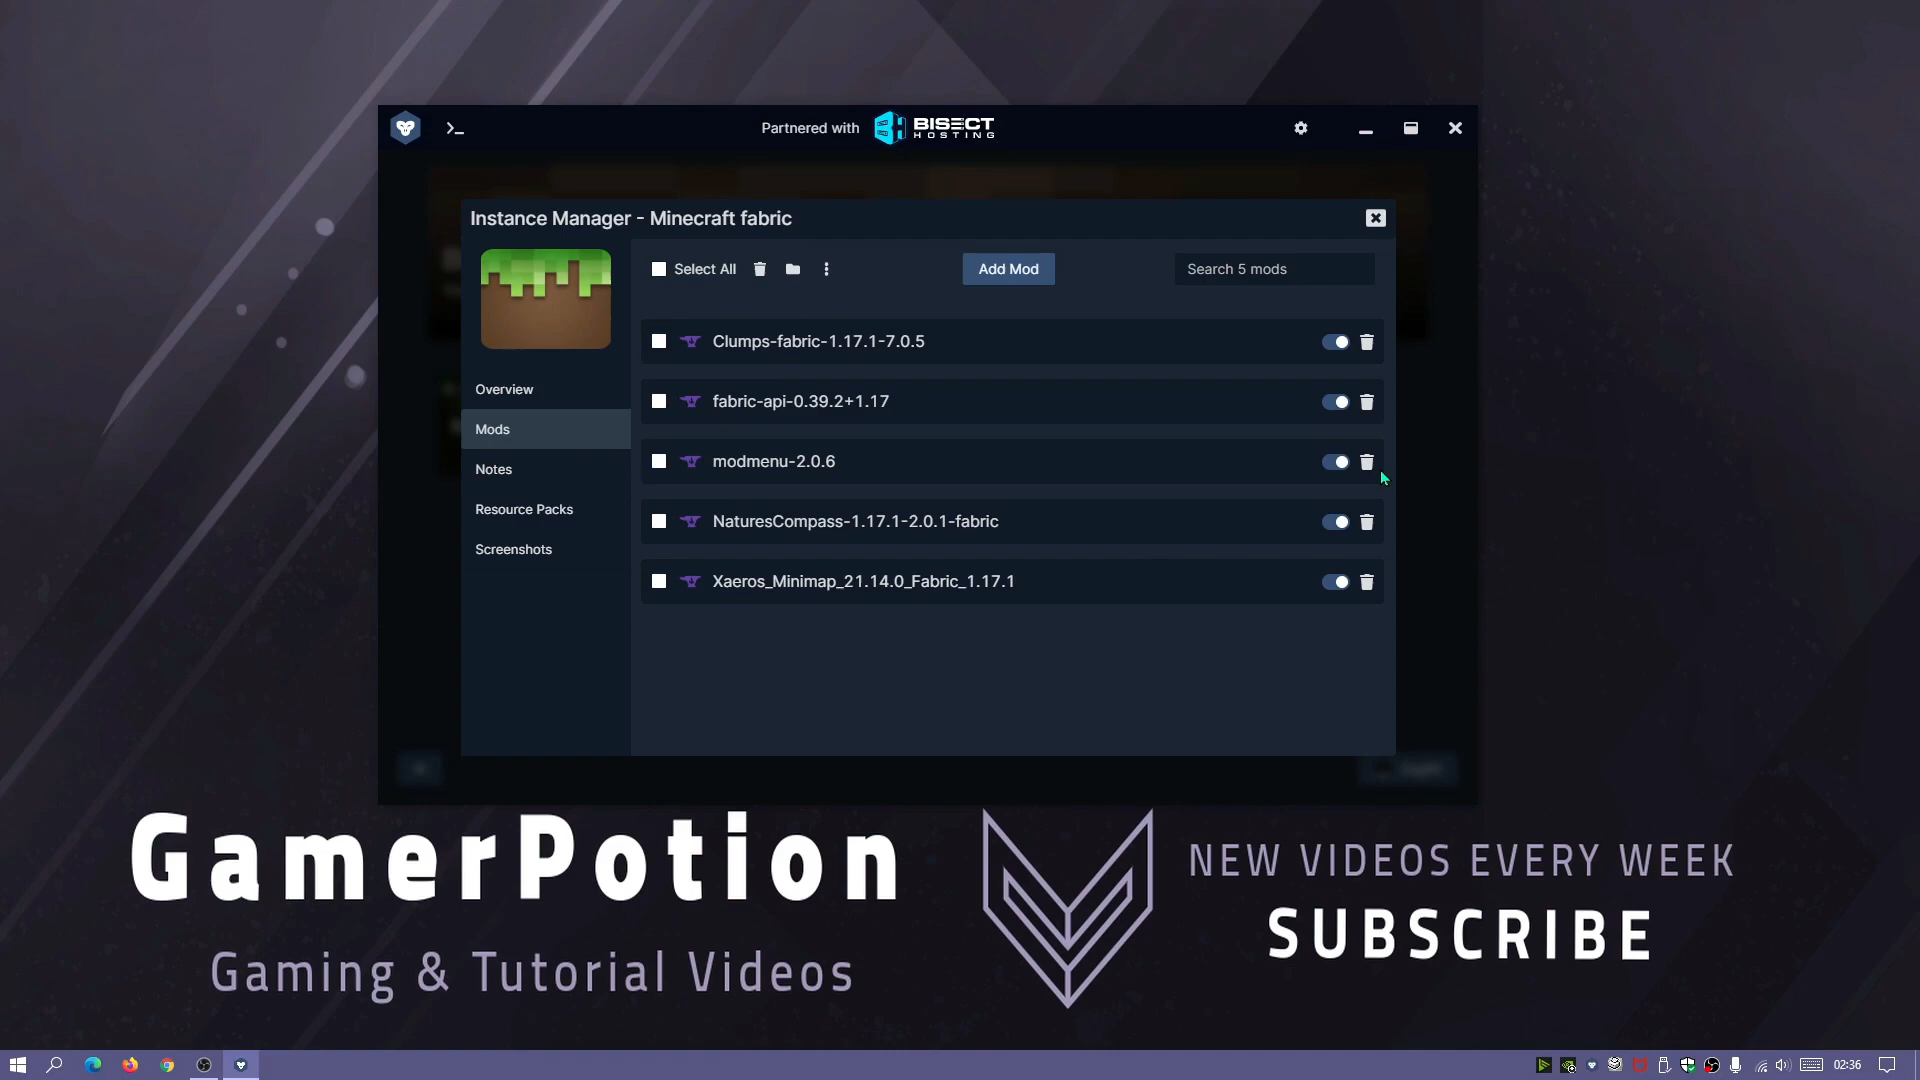 Partnered with BISECT
HOSTING
Instance Manager - Minecraft fabric
Select All
Add Mod
Search 5 mods
Clumps-fabric-1.17.1-7.0.5
fabric-api-0.39.2+1.17
modmenu-2.0.6
NaturesCompass-1.17.1-2.0.1-fabric
Xaeros_Minimap_21.14.0_Fabric_1.17.1
Overview
Mods
Notes
Resource Packs
Screenshots
GamerPotion
Gaming & Tutorial Videos
NEW VIDEOS EVERY WEEK
SUBSCRIBE
02:36